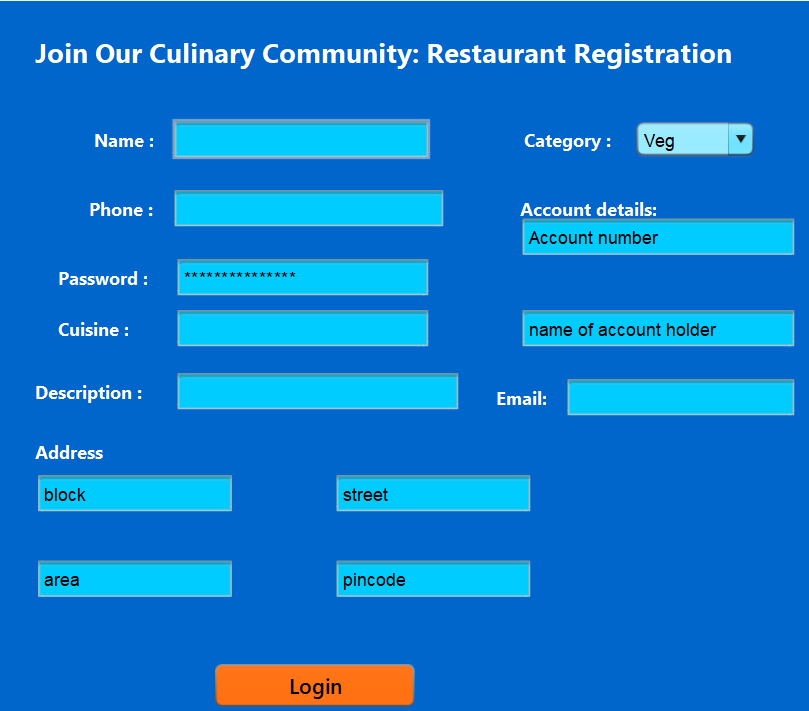 Join Our Culinary Community: Restaurant Registration
Name :
Category :
Veg
Phone :
Account details:
Account number
Password :
***************
Cuisine :
name of account holder
Description :
Email:
Address
block
street
area
pincode
Login